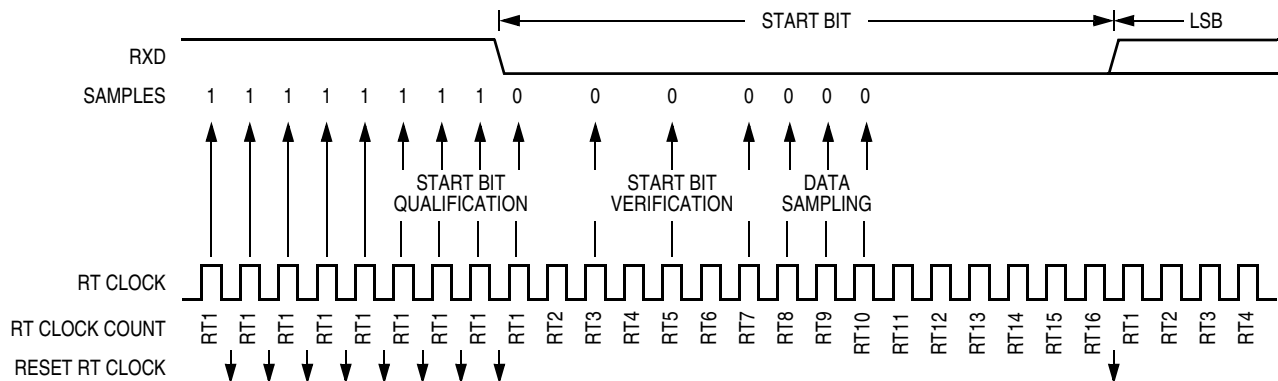 START BIT LSB
RXD
SAMPLES 1 1 1 1 1 1 1 1 0 0 0 0 0 0 0
START BIT QUALIFICATION
START BIT VERIFICATION
DATA SAMPLING
RT CLOCK
RT CLOCK COUNT RT1 RT1 RT1 RT1 RT1 RT1 RT1 RT1 RT1 RT2 RT3 RT4 RT5 RT6 RT7 RT8 RT9 RT10 RT11 RT12 RT13 RT14 RT15 RT16 RT1 RT2 RT3 RT4
RESET RT CLOCK